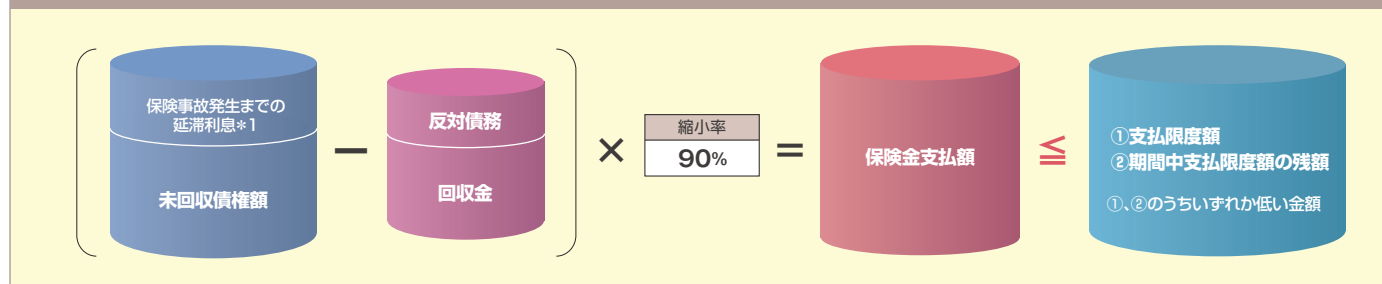 保険事故発生までの
延滞利息*1
未回収債権額
−
反対債務
回収金
×
縮小率
90%
=
保険金支払額
≦
①支払限度額
②期間中支払限度額の残額
①、②のうちいずれか低い金額